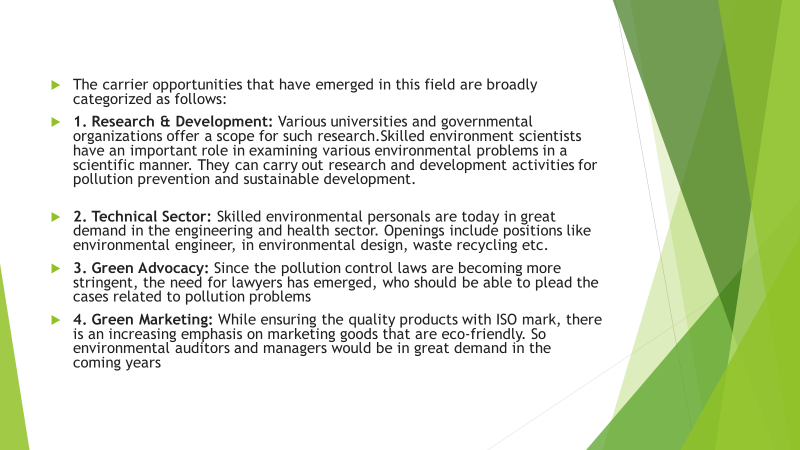 The carrier opportunities that have emerged in this field are broadly
categorized as follows:
1. Research & Development: Various universities and governmental
organizations offer a scope for such research.Skilled environment scientists
have an important role in examining various environmental problems in a
scientific manner. They can carry out research and development activities for
pollution prevention and sustainable development.
2. Technical Sector: Skilled environmental personals are today in great
demand in the engineering and health sector. Openings include positions like
environmental engineer, in environmental design, waste recycling etc.
3. Green Advocacy: Since the pollution control laws are becoming more
stringent, the need for lawyers has emerged, who should be able to plead the
cases related to pollution problems
4. Green Marketing: While ensuring the quality products with ISO mark, there
is an increasing emphasis on marketing goods that are eco-friendly. So
environmental auditors and managers would be in great demand in the
coming years